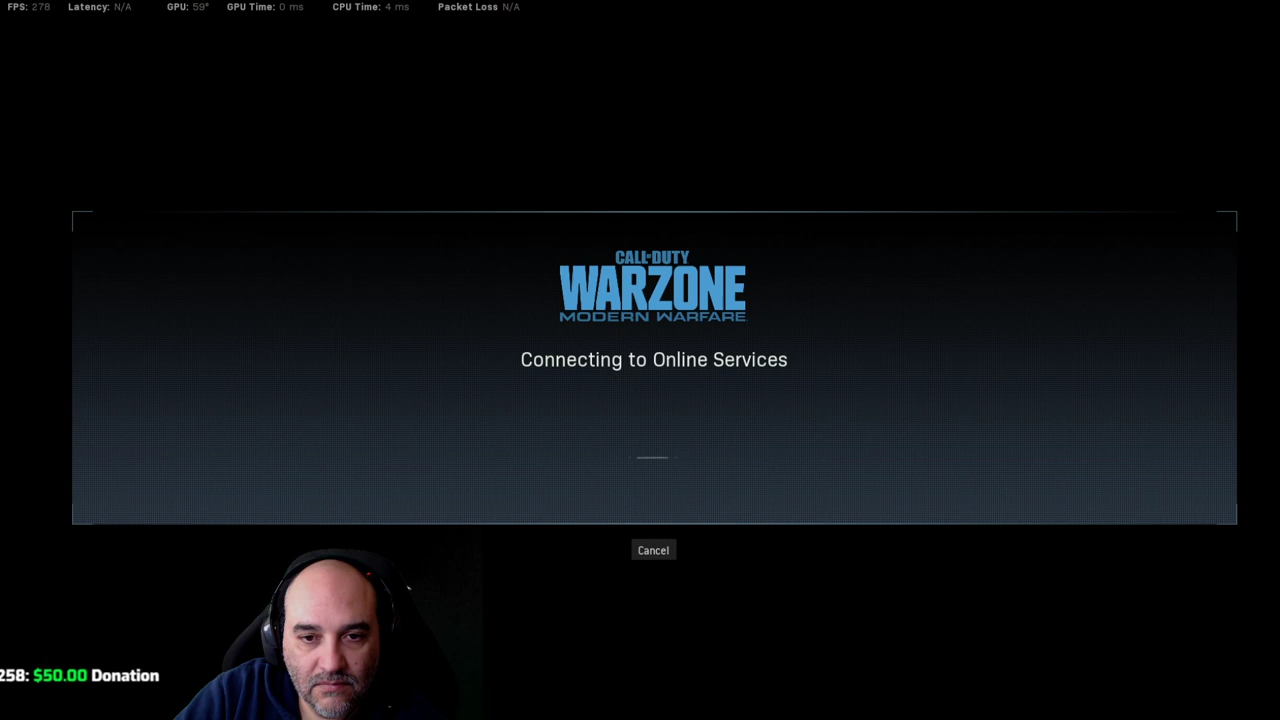 FPS: 278 Latency: N/A GPU: 59° GPU Time: 0 ms CPU Time: 4 ms Packet Loss N/A
CALL OF DUTY
WARZONE
MODERN WARFARE
Connecting to Online Services
Cancel
258: $50.00 Donation